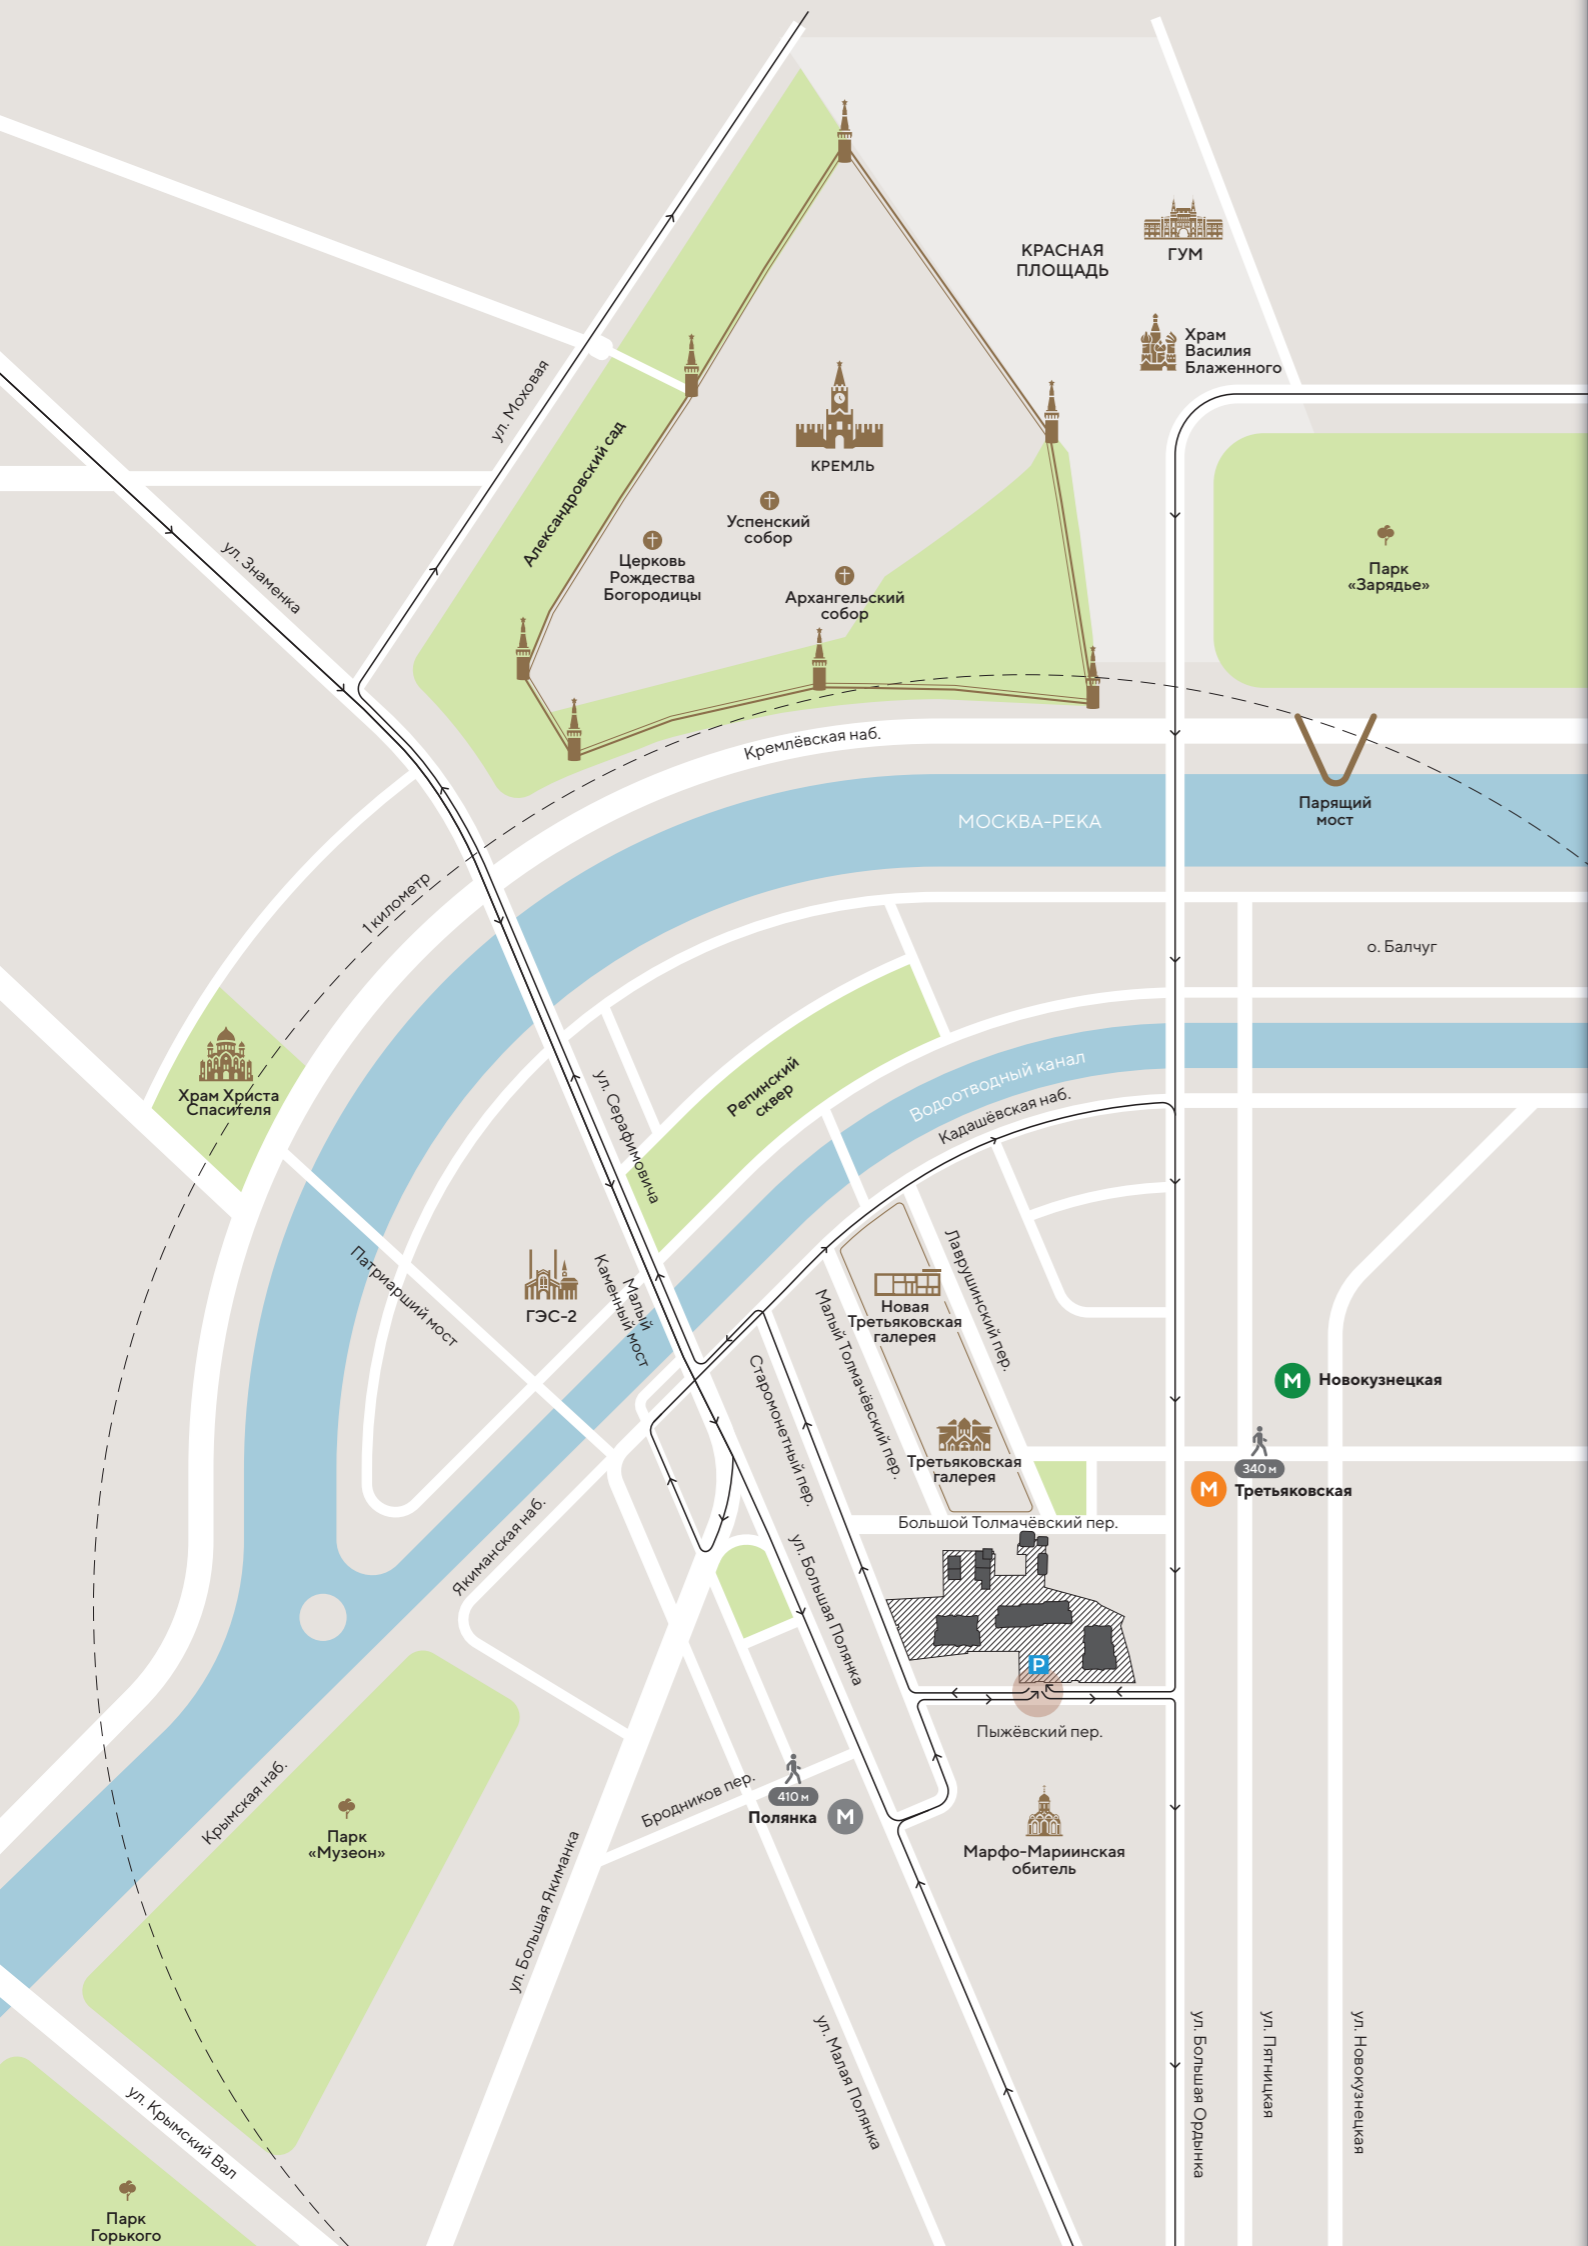 КРАСНАЯ
ПЛОЩАДЬ
ГУМ
Храм
Василия
Блаженного
ул. Моховая
Александровский сад
КРЕМЛЬ
Успенский
собор
Церковь
Рождества
Богородицы
Архангельский
собор
Парк
«Зарядье»
ул. Знаменка
Кремлёвская наб.
МОСКВА-РЕКА
Парящий
мост
1 километр
о. Балчуг
Храм Христа
Спасителя
ул. Серафимовича
Репинский
сквер
Водоотводный канал
Кадашёвская наб.
Патриарший мост
ГЭС-2
Малый
Каменный мост
Лаврушинский пер.
Новая
Третьяковская
галерея
Малый Толмачёвский пер.
Старомонетный пер.
М
Новокузнецкая
Третьяковская
галерея
340 м
М
Третьяковская
Большой Толмачёвский пер.
Якиманская наб.
ул. Большая Полянка
P
Пыжёвский пер.
Крымская наб.
Бродников пер.
410 м
Полянка
М
Парк
«Музеон»
Марфо-Мариинская
обитель
ул. Большая Якиманка
ул. Малая Полянка
ул. Большая Ордынка
ул. Пятницкая
ул. Новокузнецкая
ул. Крымский Вал
Парк
Горького